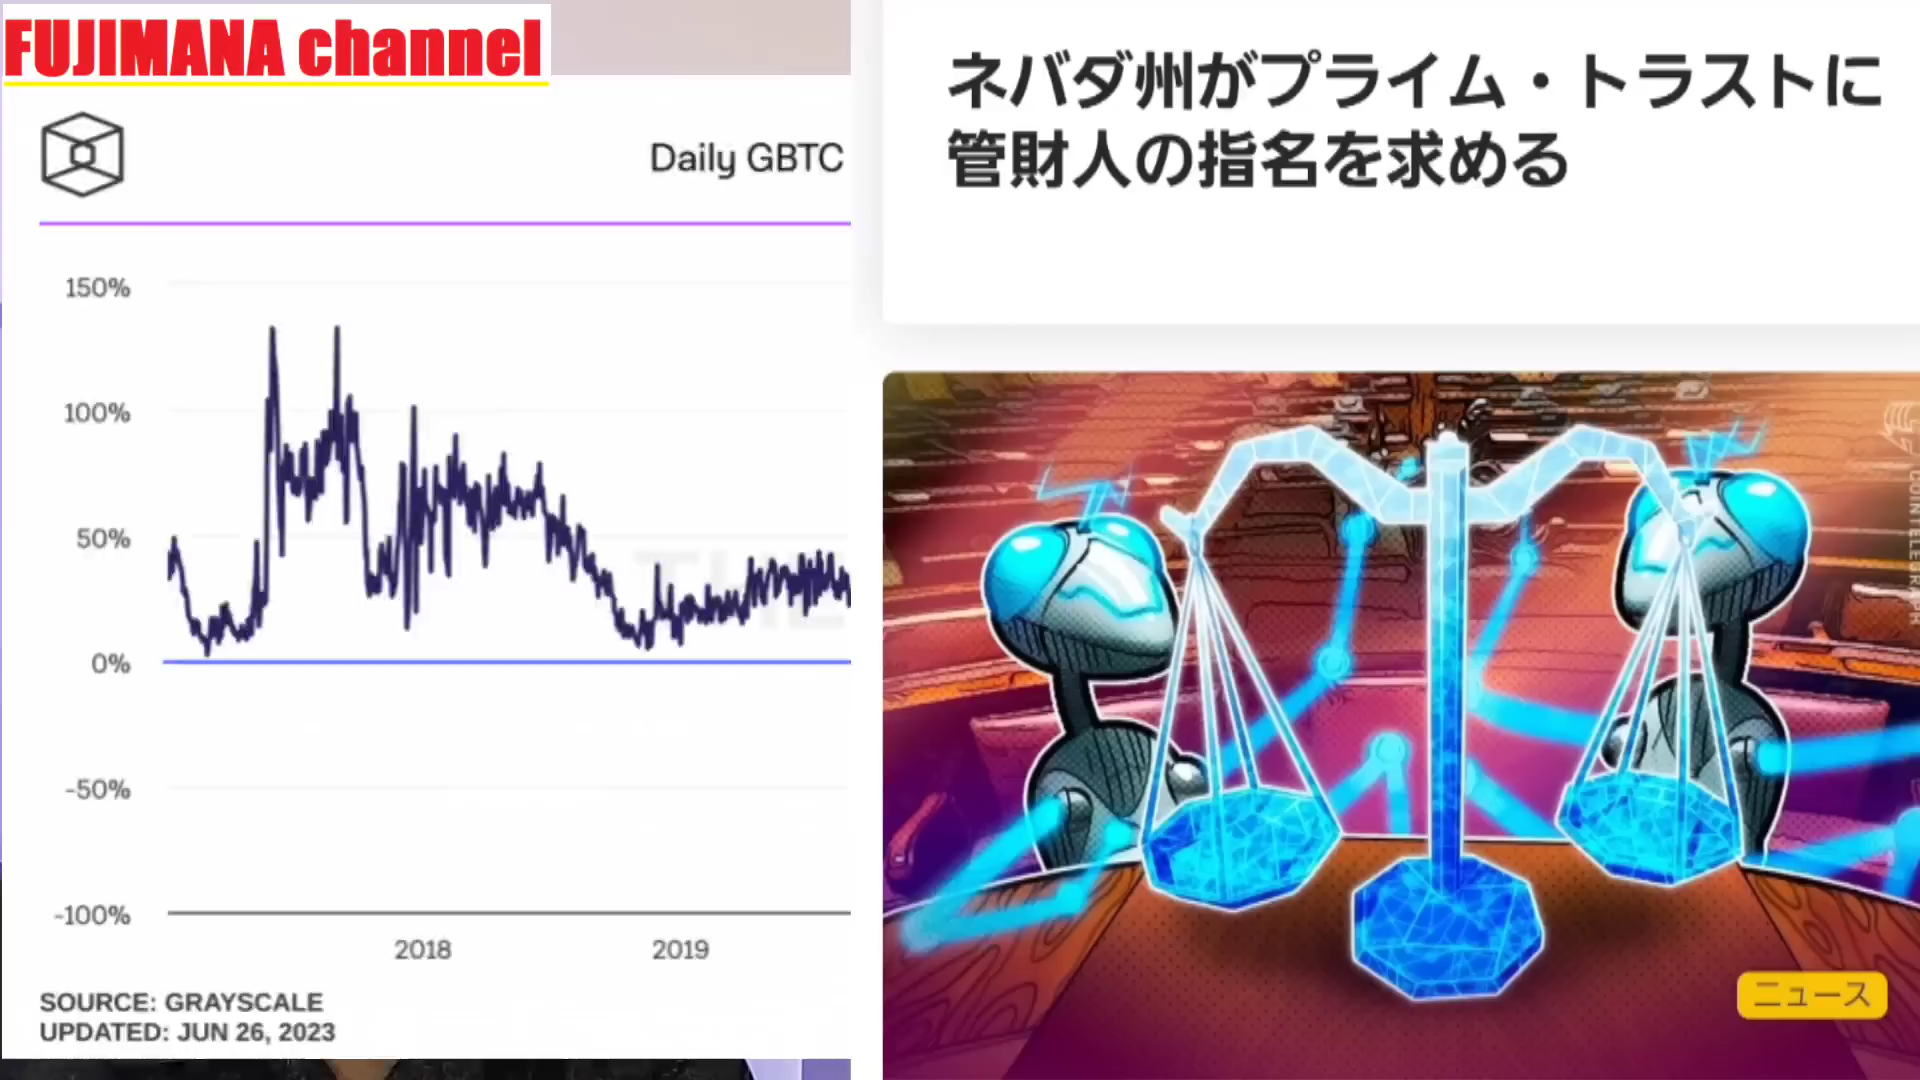 FUJIMANA channel
Daily GBTC
150%
100%
50%
0%
-50%
-100%
2018
2019
SOURCE: GRAYSCALE
UPDATED: JUN 26, 2023
ネバダ州がプライム・トラストに
管財人の指名を求める
COINTELEGRAPH
ニュース